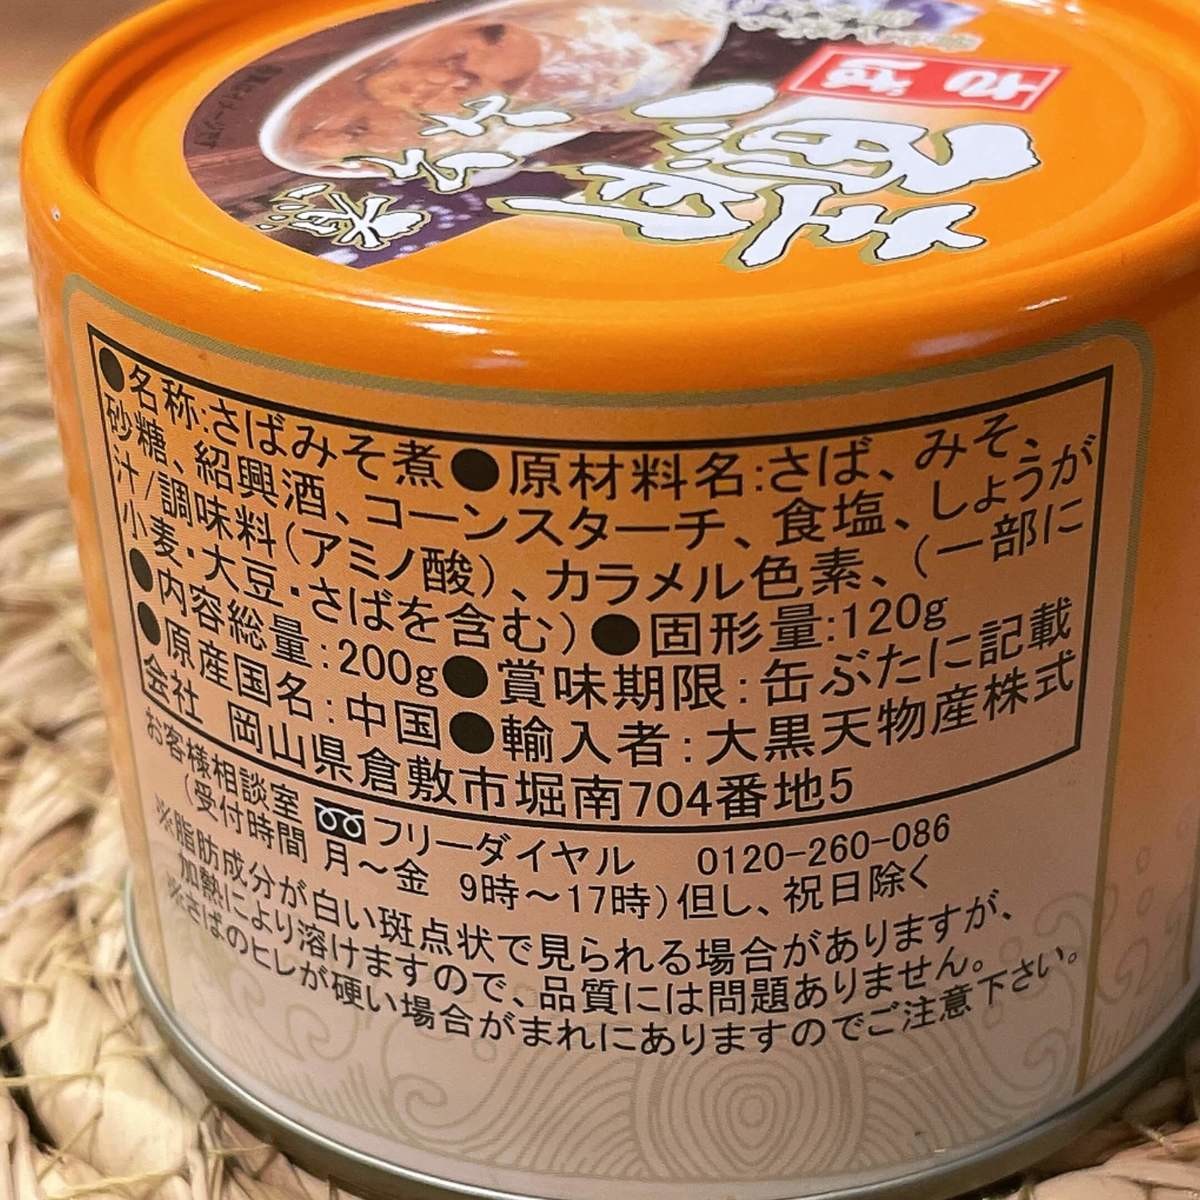 さば
味噌煮
●名称:さばみそ煮●原材料名:さば、みそ、
砂糖、紹興酒、コーンスターチ、食塩、しょうが
汁/調味料(アミノ酸)、カラメル色素、(一部に
小麦・大豆・さばを含む)●固形量:120g
●内容総量:200g●賞味期限:缶ぶたに記載
●原産国名:中国●輸入者:大黒天物産株式
会社 岡山県倉敷市堀南704番地5
お客様相談室 フリーダイヤル 0120-260-086
(受付時間 月～金 9時～17時)但し、祝日除く
※脂肪成分が白い斑点状で見られる場合がありますが、
加熱により溶けますので、品質には問題ありません。
※さばのヒレが硬い場合がまれにありますのでご注意下さい。